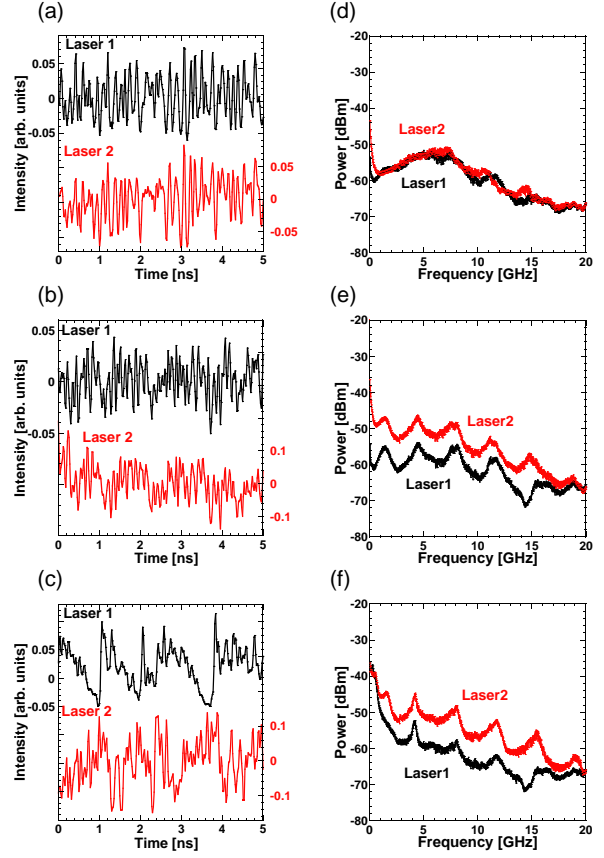 (a)
Laser 1
0.05
0
-0.05
Intensity [arb. units]
Laser 2
0.05
0
-0.05
0 1 2 3 4 5
Time [ns]
(d)
-20
-30
-40
-50
-60
-70
-80
Power [dBm]
Laser2
Laser1
0 5 10 15 20
Frequency [GHz]
(b)
0.05
Laser 1
0
-0.05
Intensity [arb. units]
Laser 2
0.1
0
-0.1
0 1 2 3 4 5
Time [ns]
(e)
-20
-30
-40
-50
-60
-70
-80
Power [dBm]
Laser2
Laser1
0 5 10 15 20
Frequency [GHz]
(c)
Laser 1
0.05
0
-0.05
Intensity [arb. units]
Laser 2
0.1
0
-0.1
0 1 2 3 4 5
Time [ns]
(f)
-20
-30
-40
-50
-60
-70
-80
Power [dBm]
Laser2
Laser1
0 5 10 15 20
Frequency [GHz]